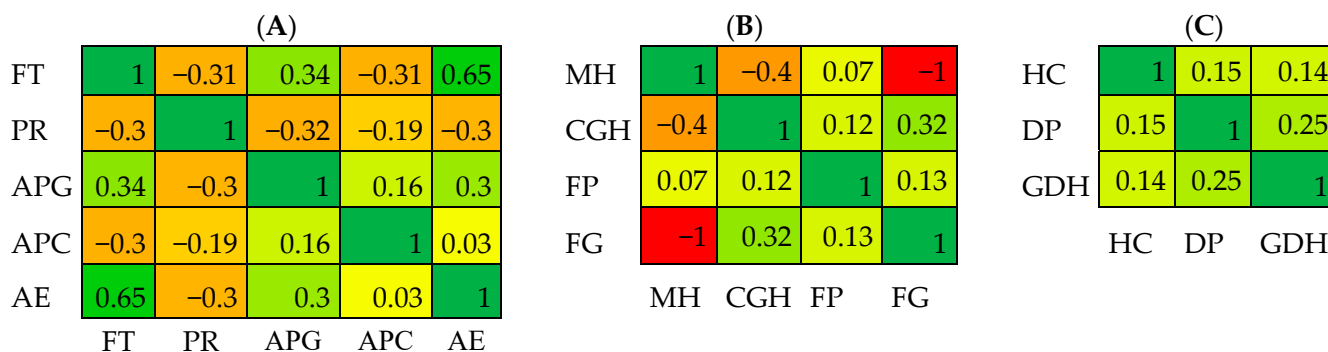 (A) (B) (C)
FT 1 −0.31 0.34 −0.31 0.65 MH 1 −0.4 0.07 −1 HC 1 0.15 0.14
PR −0.3 1 −0.32 −0.19 −0.3 CGH −0.4 1 0.12 0.32 DP 0.15 1 0.25
APG 0.34 −0.3 1 0.16 0.3 FP 0.07 0.12 1 0.13 GDH 0.14 0.25 1
APC −0.3 −0.19 0.16 1 0.03 FG −1 0.32 0.13 1 HC DP GDH
AE 0.65 −0.3 0.3 0.03 1 MH CGH FP FG
FT PR APG APC AE